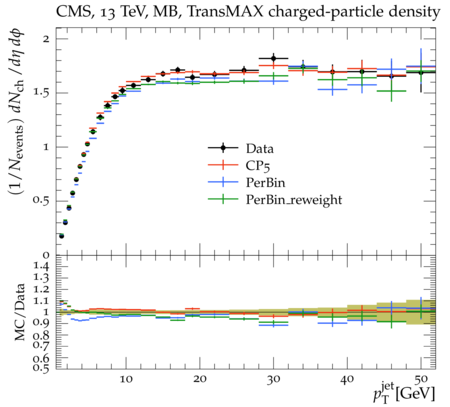 CMS, 13 TeV, MB, TransMAX charged-particle density
(1/N_events) dN_ch/dη dϕ
2
1.5
1
0.5
0
Data
CP5
PerBin
PerBin_reweight
MC/Data
1.4
1.3
1.2
1.1
1
0.9
0.8
0.7
0.6
0.5
10 20 30 40 50
p_T^jet [GeV]